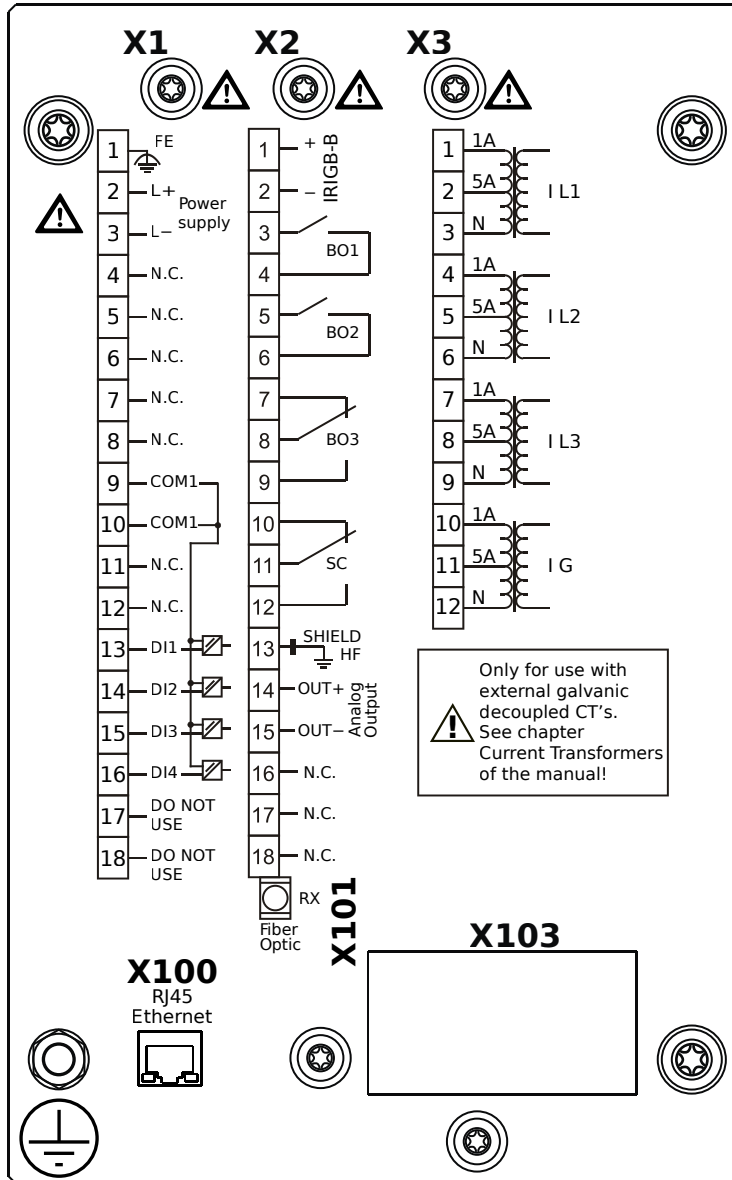 X1 X2 X3
1 FE
2 L+
3 L−
Power
supply
4 N.C.
5 N.C.
6 N.C.
7 N.C.
8 N.C.
9 COM1
10 COM1
11 N.C.
12 N.C.
13 DI1
14 DI2
15 DI3
16 DI4
17 DO NOT
USE
18 DO NOT
USE
1 +
2 −
IRIGB-B
3
4
BO1
5
6
BO2
7
8
9
BO3
10
11
12
SC
13 SHIELD
HF
14 OUT+
15 OUT−
Analog
Output
16 N.C.
17 N.C.
18 N.C.
RX
Fiber
Optic
X101
1 1A
2 5A
3 N
I L1
4 1A
5 5A
6 N
I L2
7 1A
8 5A
9 N
I L3
10 1A
11 5A
12 N
I G
! Only for use with
external galvanic
decoupled CT's.
See chapter
Current Transformers
of the manual!
X100
RJ45
Ethernet
X103